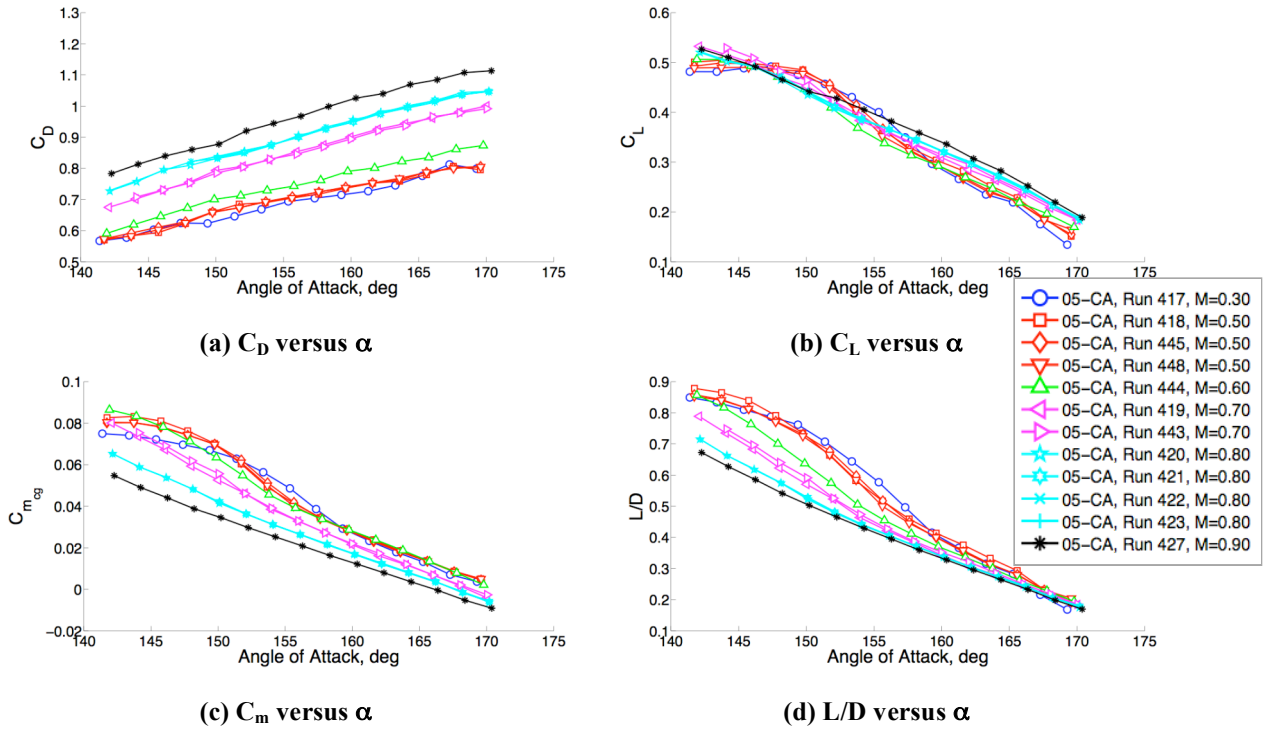 1.3
1.2
1.1
1
0.9
0.8
0.7
0.6
0.5
C_D
140 145 150 155 160 165 170 175
Angle of Attack, deg
(a) C_D versus α
0.6
0.5
0.4
0.3
0.2
0.1
C_L
140 145 150 155 160 165 170 175
Angle of Attack, deg
(b) C_L versus α
05-CA, Run 417, M=0.30
05-CA, Run 418, M=0.50
05-CA, Run 445, M=0.50
05-CA, Run 448, M=0.50
05-CA, Run 444, M=0.60
05-CA, Run 419, M=0.70
05-CA, Run 443, M=0.70
05-CA, Run 420, M=0.80
05-CA, Run 421, M=0.80
05-CA, Run 422, M=0.80
05-CA, Run 423, M=0.80
05-CA, Run 427, M=0.90
0.1
0.08
0.06
0.04
0.02
0
−0.02
C_m_cg
140 145 150 155 160 165 170 175
Angle of Attack, deg
(c) C_m versus α
0.9
0.8
0.7
0.6
0.5
0.4
0.3
0.2
0.1
L/D
140 145 150 155 160 165 170 175
Angle of Attack, deg
(d) L/D versus α